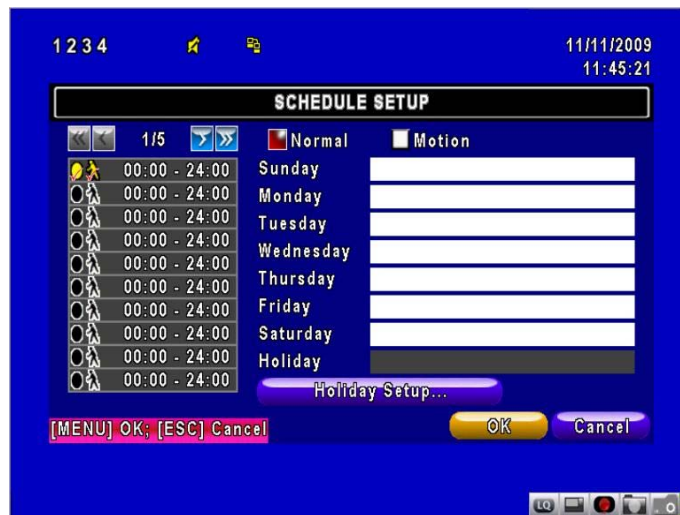 1234
11/11/2009
11:45:21
SCHEDULE SETUP
1/5
Normal
Motion
00:00 - 24:00
00:00 - 24:00
00:00 - 24:00
00:00 - 24:00
00:00 - 24:00
00:00 - 24:00
00:00 - 24:00
00:00 - 24:00
00:00 - 24:00
00:00 - 24:00
Sunday
Monday
Tuesday
Wednesday
Thursday
Friday
Saturday
Holiday
Holiday Setup...
[MENU] OK; [ESC] Cancel
OK
Cancel
LQ